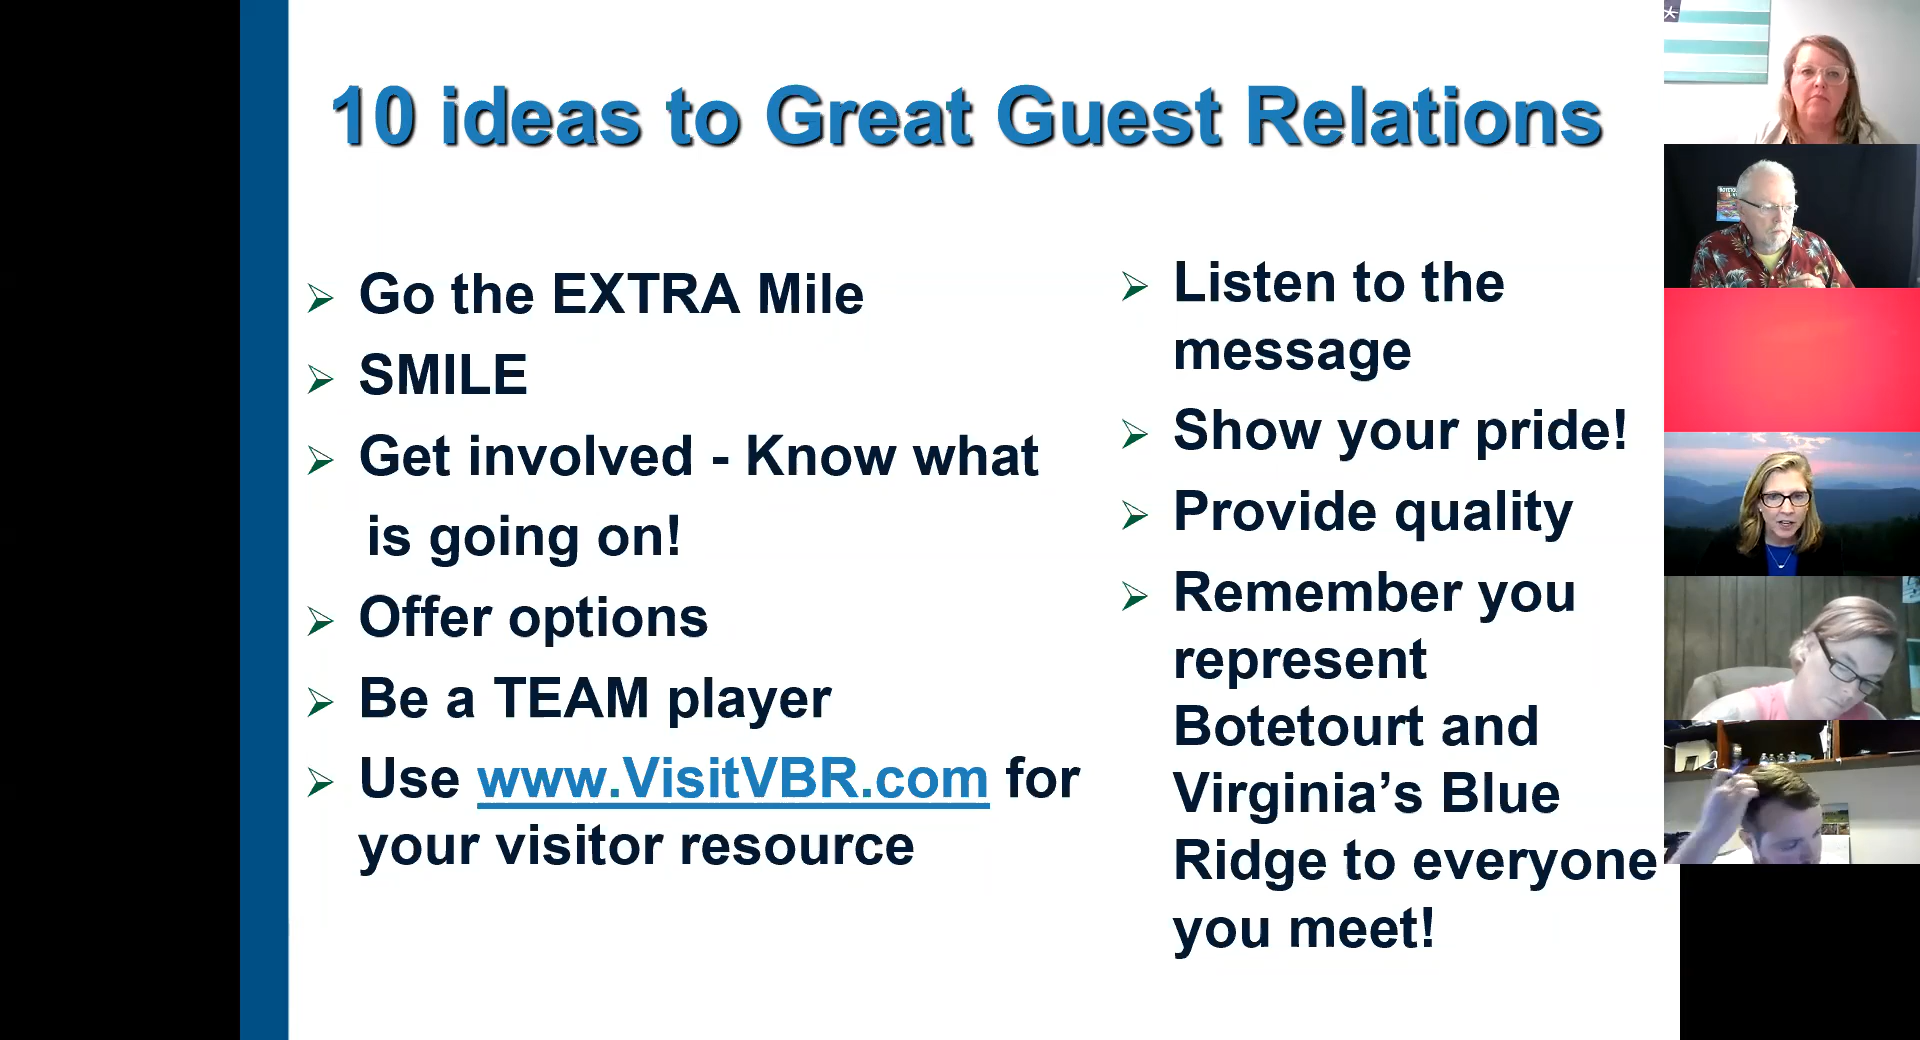 10 ideas to Great Guest Relations
Go the EXTRA Mile
SMILE
Get involved - Know what
is going on!
Offer options
Be a TEAM player
Use www.VisitVBR.com for
your visitor resource
Listen to the
message
Show your pride!
Provide quality
Remember you
represent
Botetourt and
Virginia’s Blue
Ridge to everyone
you meet!